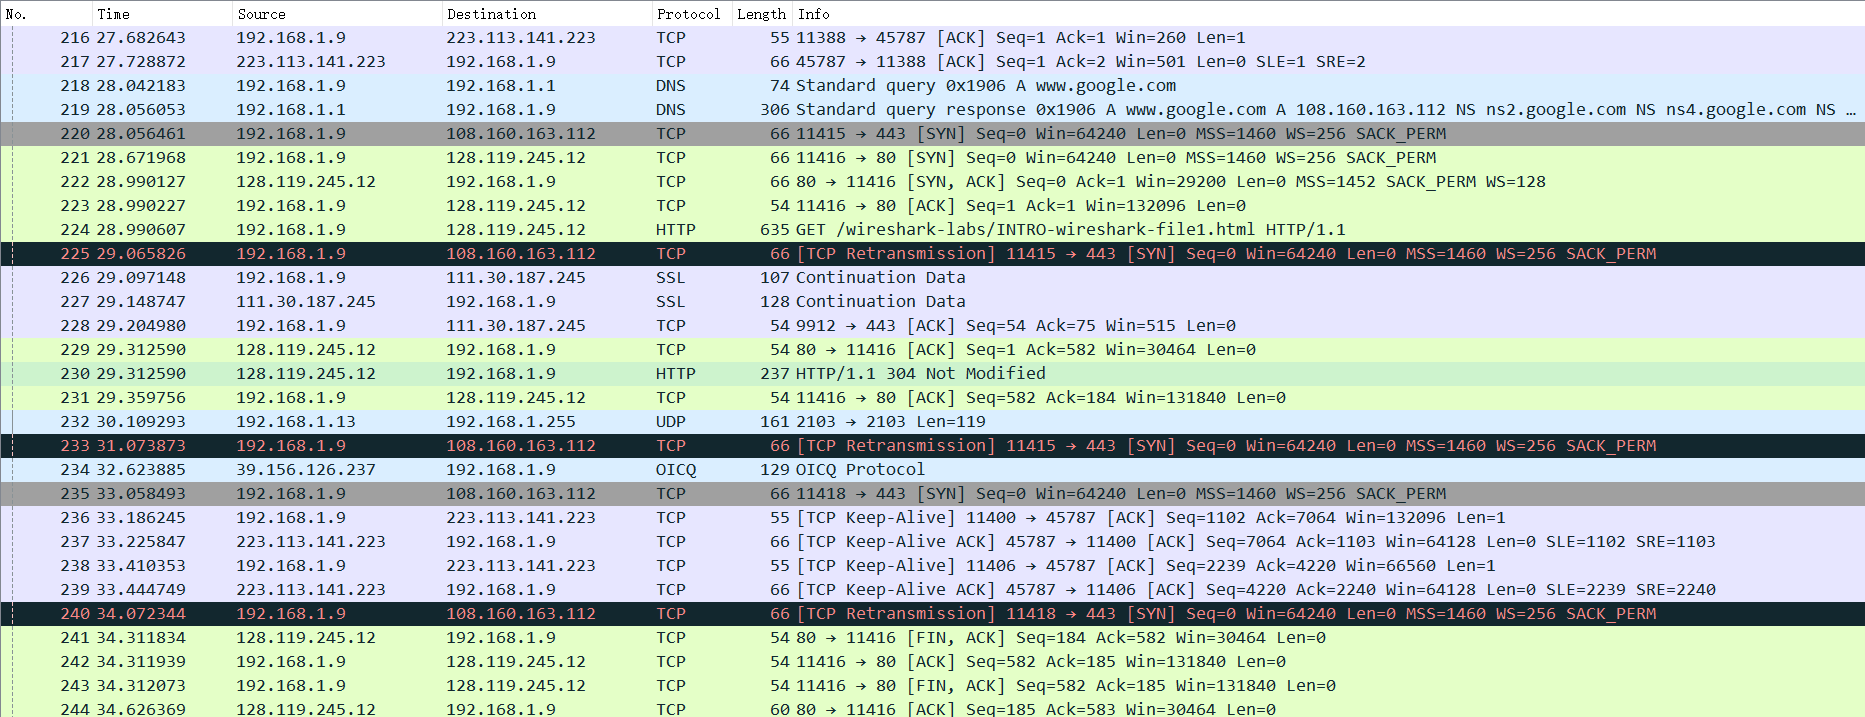 No. Time Source Destination Protocol Length Info
216 27.682643 192.168.1.9 223.113.141.223 TCP 55 11388 → 45787 [ACK] Seq=1 Ack=1 Win=260 Len=1
217 27.728872 223.113.141.223 192.168.1.9 TCP 66 45787 → 11388 [ACK] Seq=1 Ack=2 Win=501 Len=0 SLE=1 SRE=2
218 28.042183 192.168.1.9 192.168.1.1 DNS 74 Standard query 0x1906 A www.google.com
219 28.056053 192.168.1.1 192.168.1.9 DNS 306 Standard query response 0x1906 A www.google.com A 108.160.163.112 NS ns2.google.com NS ns4.google.com NS …
220 28.056461 192.168.1.9 108.160.163.112 TCP 66 11415 → 443 [SYN] Seq=0 Win=64240 Len=0 MSS=1460 WS=256 SACK_PERM
221 28.671968 192.168.1.9 128.119.245.12 TCP 66 11416 → 80 [SYN] Seq=0 Win=64240 Len=0 MSS=1460 WS=256 SACK_PERM
222 28.990127 128.119.245.12 192.168.1.9 TCP 66 80 → 11416 [SYN, ACK] Seq=0 Ack=1 Win=29200 Len=0 MSS=1452 SACK_PERM WS=128
223 28.990227 192.168.1.9 128.119.245.12 TCP 54 11416 → 80 [ACK] Seq=1 Ack=1 Win=132096 Len=0
224 28.990607 192.168.1.9 128.119.245.12 HTTP 635 GET /wireshark-labs/INTRO-wireshark-file1.html HTTP/1.1
225 29.065826 192.168.1.9 108.160.163.112 TCP 66 [TCP Retransmission] 11415 → 443 [SYN] Seq=0 Win=64240 Len=0 MSS=1460 WS=256 SACK_PERM
226 29.097148 192.168.1.9 111.30.187.245 SSL 107 Continuation Data
227 29.148747 111.30.187.245 192.168.1.9 SSL 128 Continuation Data
228 29.204980 192.168.1.9 111.30.187.245 TCP 54 9912 → 443 [ACK] Seq=54 Ack=75 Win=515 Len=0
229 29.312590 128.119.245.12 192.168.1.9 TCP 54 80 → 11416 [ACK] Seq=1 Ack=582 Win=30464 Len=0
230 29.312590 128.119.245.12 192.168.1.9 HTTP 237 HTTP/1.1 304 Not Modified
231 29.359756 192.168.1.9 128.119.245.12 TCP 54 11416 → 80 [ACK] Seq=582 Ack=184 Win=131840 Len=0
232 30.109293 192.168.1.13 192.168.1.255 UDP 161 2103 → 2103 Len=119
233 31.073873 192.168.1.9 108.160.163.112 TCP 66 [TCP Retransmission] 11415 → 443 [SYN] Seq=0 Win=64240 Len=0 MSS=1460 WS=256 SACK_PERM
234 32.623885 39.156.126.237 192.168.1.9 OICQ 129 OICQ Protocol
235 33.058493 192.168.1.9 108.160.163.112 TCP 66 11418 → 443 [SYN] Seq=0 Win=64240 Len=0 MSS=1460 WS=256 SACK_PERM
236 33.186245 192.168.1.9 223.113.141.223 TCP 55 [TCP Keep-Alive] 11400 → 45787 [ACK] Seq=1102 Ack=7064 Win=132096 Len=1
237 33.225847 223.113.141.223 192.168.1.9 TCP 66 [TCP Keep-Alive ACK] 45787 → 11400 [ACK] Seq=7064 Ack=1103 Win=64128 Len=0 SLE=1102 SRE=1103
238 33.410353 192.168.1.9 223.113.141.223 TCP 55 [TCP Keep-Alive] 11406 → 45787 [ACK] Seq=2239 Ack=4220 Win=66560 Len=1
239 33.444749 223.113.141.223 192.168.1.9 TCP 66 [TCP Keep-Alive ACK] 45787 → 11406 [ACK] Seq=4220 Ack=2240 Win=64128 Len=0 SLE=2239 SRE=2240
240 34.072344 192.168.1.9 108.160.163.112 TCP 66 [TCP Retransmission] 11418 → 443 [SYN] Seq=0 Win=64240 Len=0 MSS=1460 WS=256 SACK_PERM
241 34.311834 128.119.245.12 192.168.1.9 TCP 54 80 → 11416 [FIN, ACK] Seq=184 Ack=582 Win=30464 Len=0
242 34.311939 192.168.1.9 128.119.245.12 TCP 54 11416 → 80 [ACK] Seq=582 Ack=185 Win=131840 Len=0
243 34.312073 192.168.1.9 128.119.245.12 TCP 54 11416 → 80 [FIN, ACK] Seq=582 Ack=185 Win=131840 Len=0
244 34.626369 128.119.245.12 192.168.1.9 TCP 60 80 → 11416 [ACK] Seq=185 Ack=583 Win=30464 Len=0